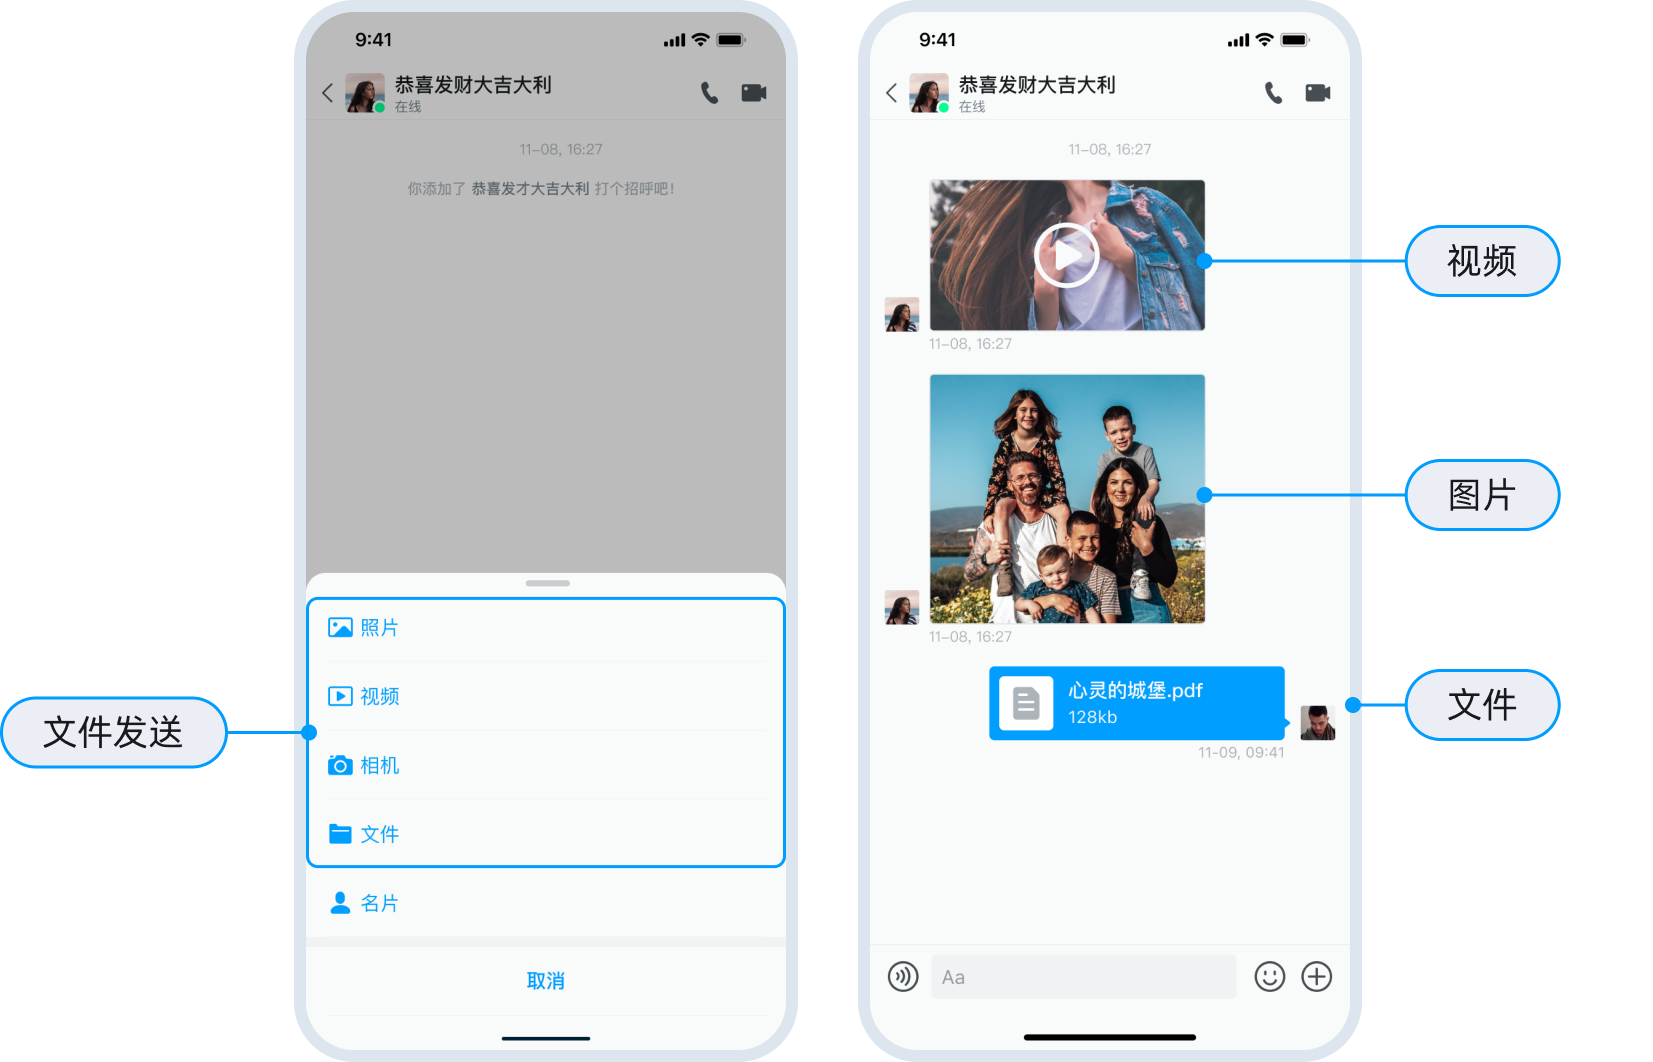 9:41
恭喜发财大吉大利
在线
11-08, 16:27
你添加了 恭喜发才大吉大利 打个招呼吧!
照片
视频
相机
文件
名片
取消
文件发送
9:41
恭喜发财大吉大利
在线
11-08, 16:27
11-08, 16:27
11-08, 16:27
心灵的城堡.pdf
128kb
11-09, 09:41
Aa
视频
图片
文件